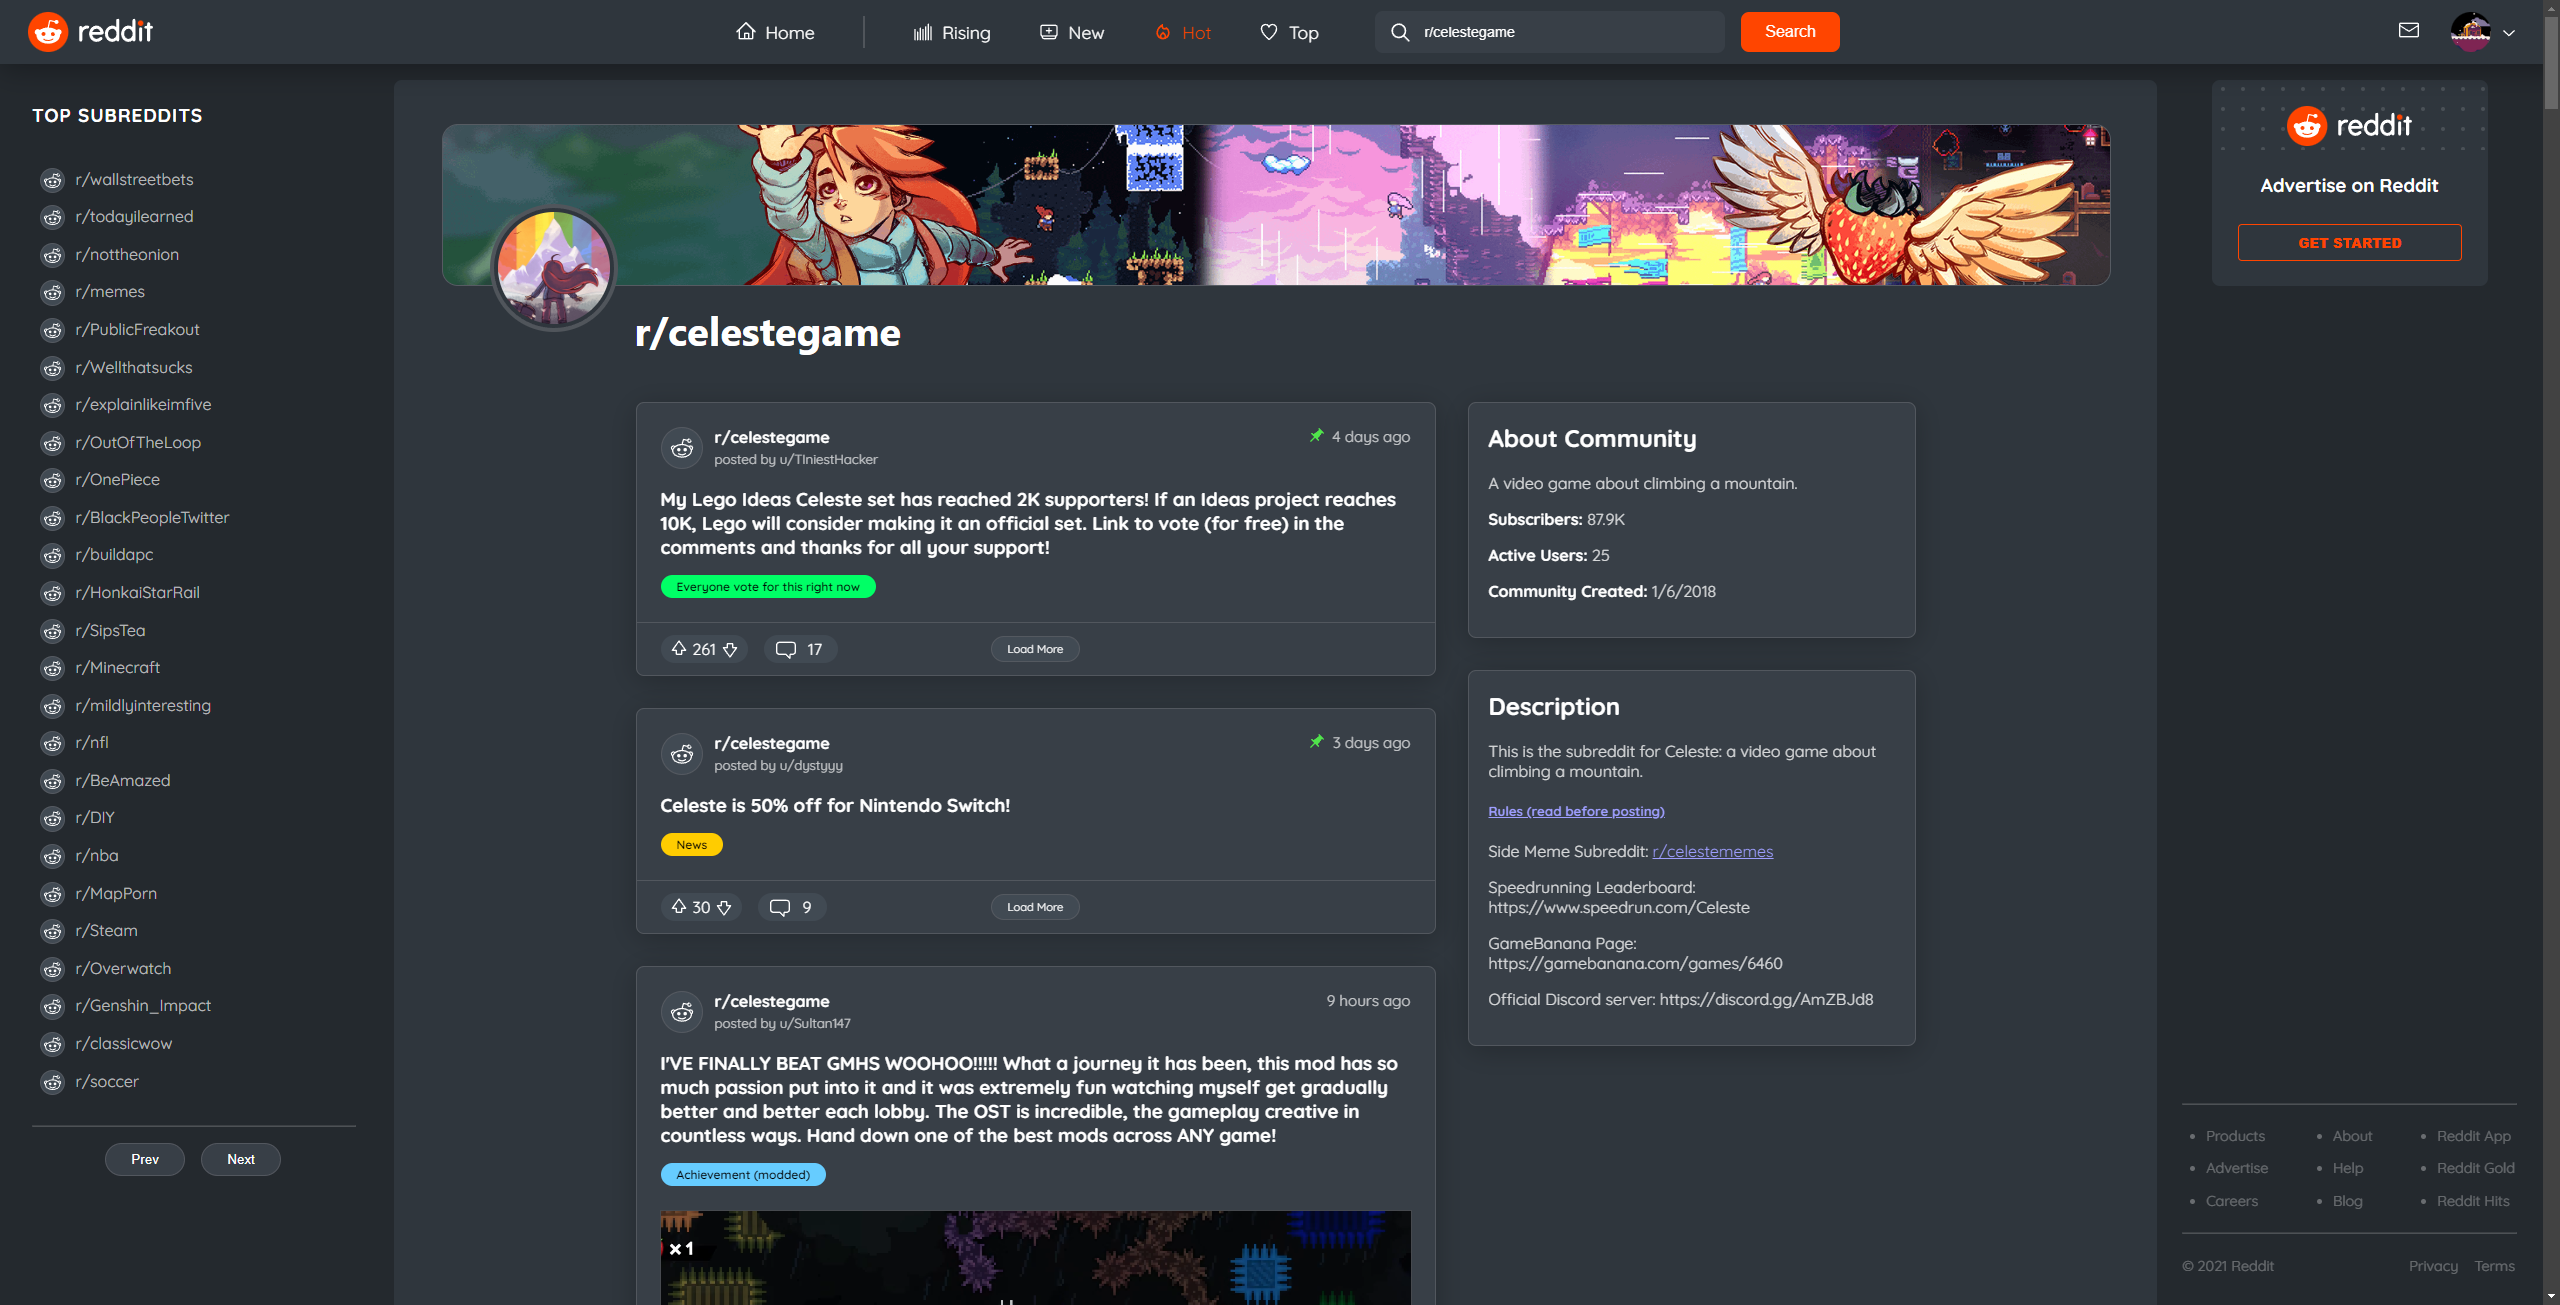 reddit
Home
Rising
New
Hot
Top
r/celestegame
Search
TOP SUBREDDITS
r/wallstreetbets
r/todayilearned
r/nottheonion
r/memes
r/PublicFreakout
r/Wellthatsucks
r/explainlikeimfive
r/OutOfTheLoop
r/OnePiece
r/BlackPeopleTwitter
r/buildapc
r/HonkaiStarRail
r/SipsTea
r/Minecraft
r/mildlyinteresting
r/nfl
r/BeAmazed
r/DIY
r/nba
r/MapPorn
r/Steam
r/Overwatch
r/Genshin_Impact
r/classicwow
r/soccer
Prev
Next
r/celestegame
r/celestegame
posted by u/TIniestHacker
4 days ago
My Lego Ideas Celeste set has reached 2K supporters! If an Ideas project reaches
10K, Lego will consider making it an official set. Link to vote (for free) in the
comments and thanks for all your support!
Everyone vote for this right now
261
17
Load More
r/celestegame
posted by u/dystyyy
3 days ago
Celeste is 50% off for Nintendo Switch!
News
30
9
Load More
r/celestegame
posted by u/Sultan147
9 hours ago
I'VE FINALLY BEAT GMHS WOOHOO!!!!! What a journey it has been, this mod has so
much passion put into it and it was extremely fun watching myself get gradually
better and better each lobby. The OST is incredible, the gameplay creative in
countless ways. Hand down one of the best mods across ANY game!
Achievement (modded)
x 1
About Community
A video game about climbing a mountain.
Subscribers: 87.9K
Active Users: 25
Community Created: 1/6/2018
Description
This is the subreddit for Celeste: a video game about
climbing a mountain.
Rules (read before posting)
Side Meme Subreddit: r/celestememes
Speedrunning Leaderboard:
https://www.speedrun.com/Celeste
GameBanana Page:
https://gamebanana.com/games/6460
Official Discord server: https://discord.gg/AmZBJd8
reddit
Advertise on Reddit
GET STARTED
Products
About
Reddit App
Advertise
Help
Reddit Gold
Careers
Blog
Reddit Hits
© 2021 Reddit
Privacy
Terms